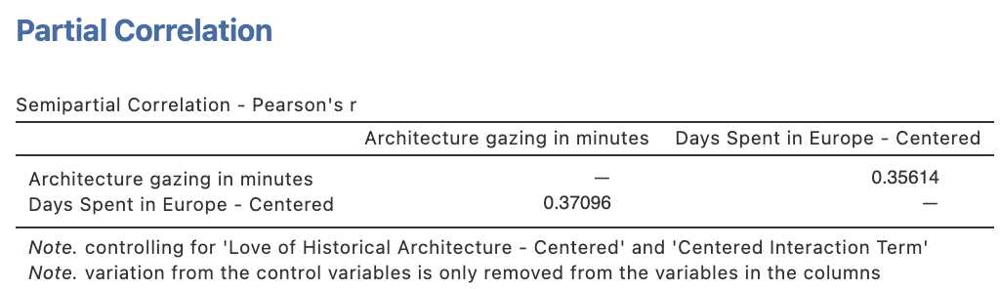 Partial Correlation
Semipartial Correlation - Pearson's r
Architecture gazing in minutes Days Spent in Europe - Centered
Architecture gazing in minutes — 0.35614
Days Spent in Europe - Centered 0.37096 —
Note. controlling for 'Love of Historical Architecture - Centered' and 'Centered Interaction Term'
Note. variation from the control variables is only removed from the variables in the columns